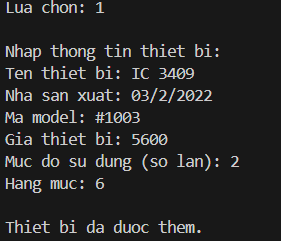 Lua chon: 1
Nhap thong tin thiet bi:
Ten thiet bi: IC 3409
Nha san xuat: 03/2/2022
Ma model: #1003
Gia thiet bi: 5600
Muc do su dung (so lan): 2
Hang muc: 6
Thiet bi da duoc them.